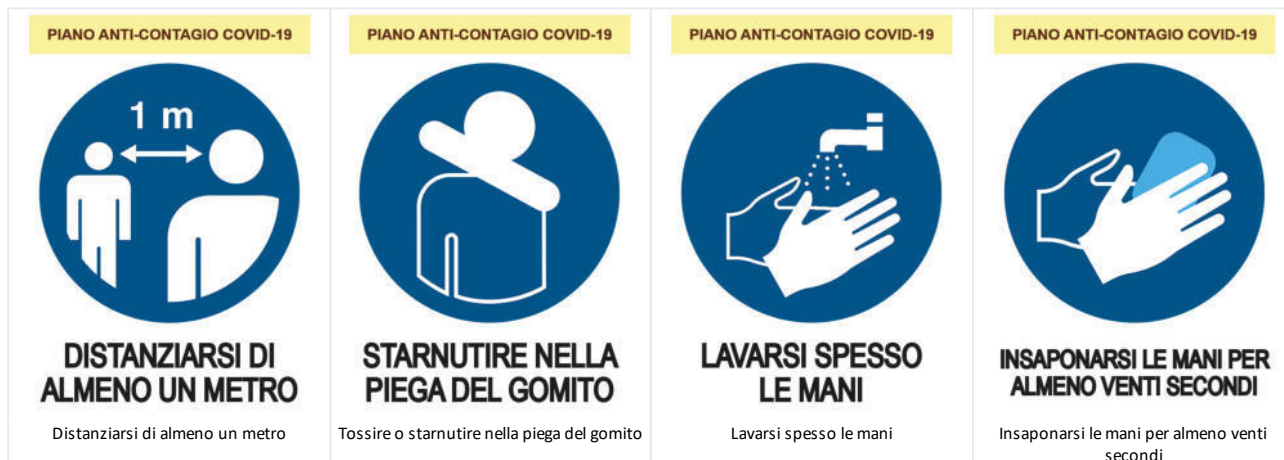 PIANO ANTI-CONTAGIO COVID-19
1 m
DISTANZIARSI DI
ALMENO UN METRO
Distanziarsi di almeno un metro
PIANO ANTI-CONTAGIO COVID-19
STARNUTIRE NELLA
PIEGA DEL GOMITO
Tossire o starnutire nella piega del gomito
PIANO ANTI-CONTAGIO COVID-19
LAVARSI SPESSO
LE MANI
Lavarsi spesso le mani
PIANO ANTI-CONTAGIO COVID-19
INSAPONARSI LE MANI PER
ALMENO VENTI SECONDI
Insaponarsi le mani per almeno venti
secondi